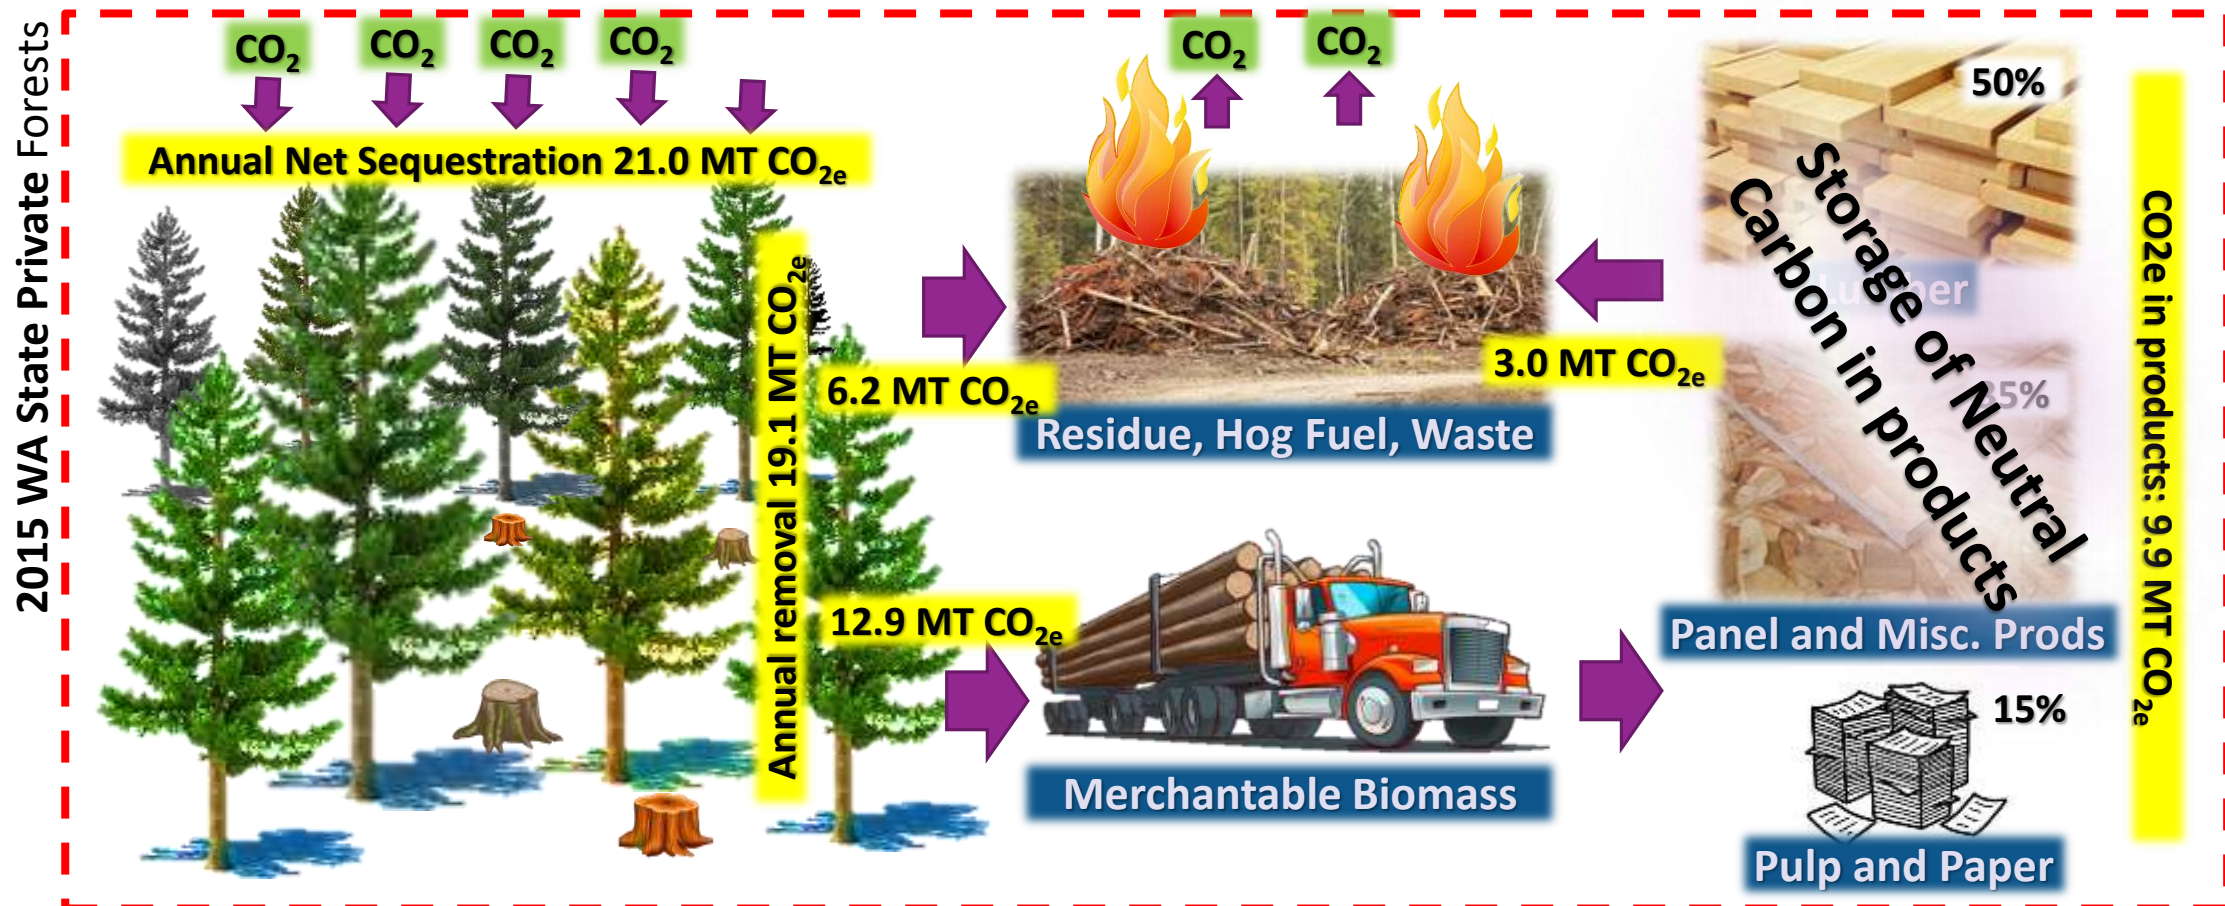 2015 WA State Private Forests
CO2
CO2
CO2
CO2
Annual Net Sequestration 21.0 MT CO2e
Annual removal 19.1 MT CO2e
6.2 MT CO2e
12.9 MT CO2e
CO2
CO2
3.0 MT CO2e
Residue, Hog Fuel, Waste
Merchantable Biomass
50%
Lumber
Storage of Neutral
Carbon in products
35%
Panel and Misc. Prods
15%
Pulp and Paper
CO2e in products: 9.9 MT CO2e